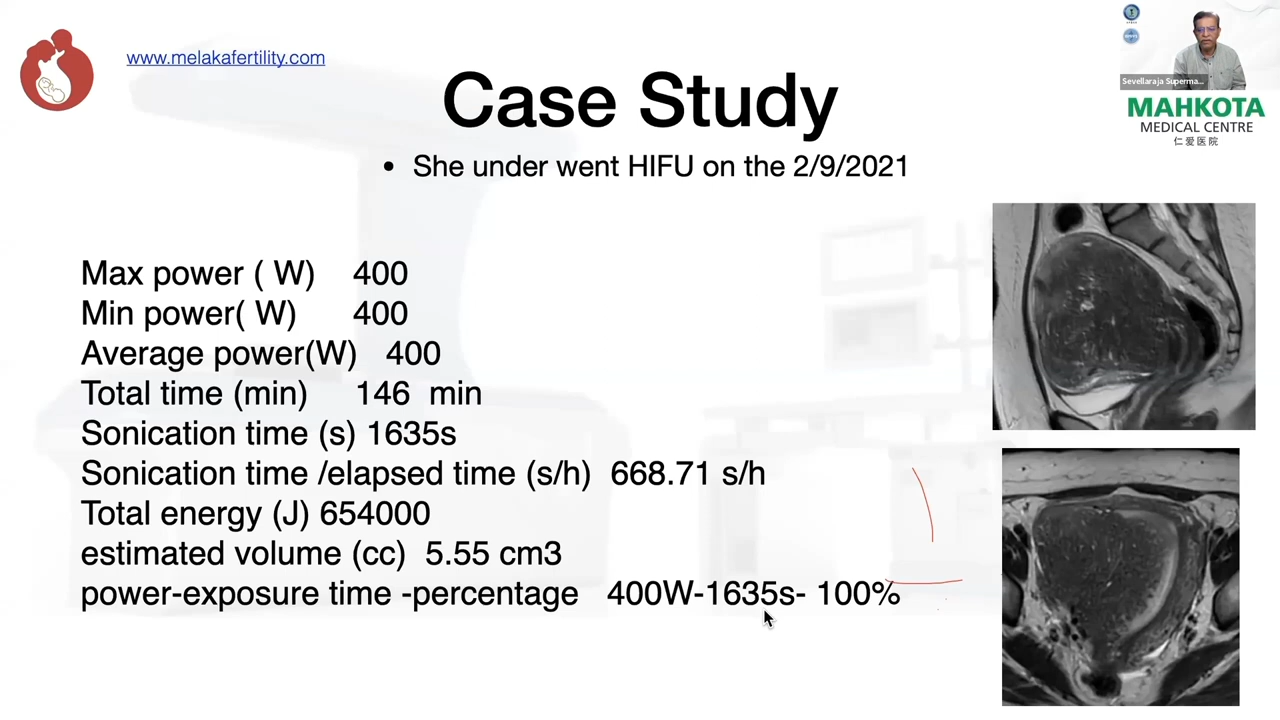 www.melakafertility.com
Case Study
• She under went HIFU on the 2/9/2021
Sevellaraja Superma...
MAHKOTA
MEDICAL CENTRE
仁爱医院
Max power ( W) 400
Min power( W) 400
Average power(W) 400
Total time (min) 146 min
Sonication time (s) 1635s
Sonication time /elapsed time (s/h) 668.71 s/h
Total energy (J) 654000
estimated volume (cc) 5.55 cm3
power-exposure time -percentage 400W-1635s- 100%